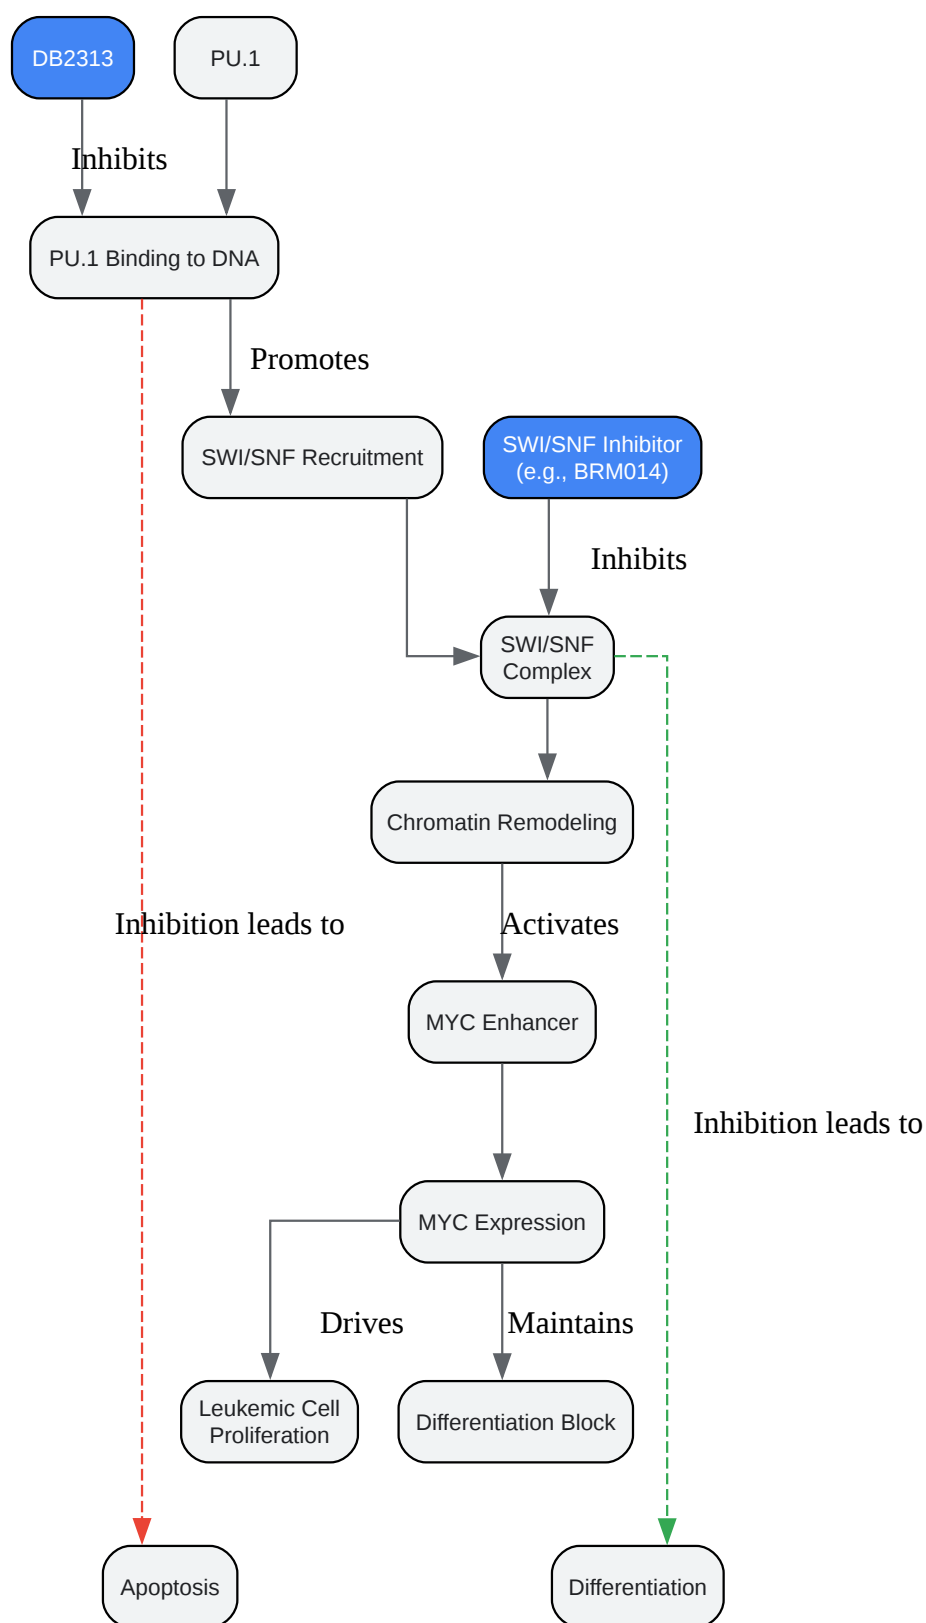 DB2313
PU.1
Inhibits
PU.1 Binding to DNA
Promotes
SWI/SNF Recruitment
SWI/SNF Inhibitor
(e.g., BRM014)
Inhibits
SWI/SNF
Complex
Chromatin Remodeling
Inhibition leads to
Activates
MYC Enhancer
Inhibition leads to
MYC Expression
Drives
Maintains
Leukemic Cell
Proliferation
Differentiation Block
Apoptosis
Differentiation